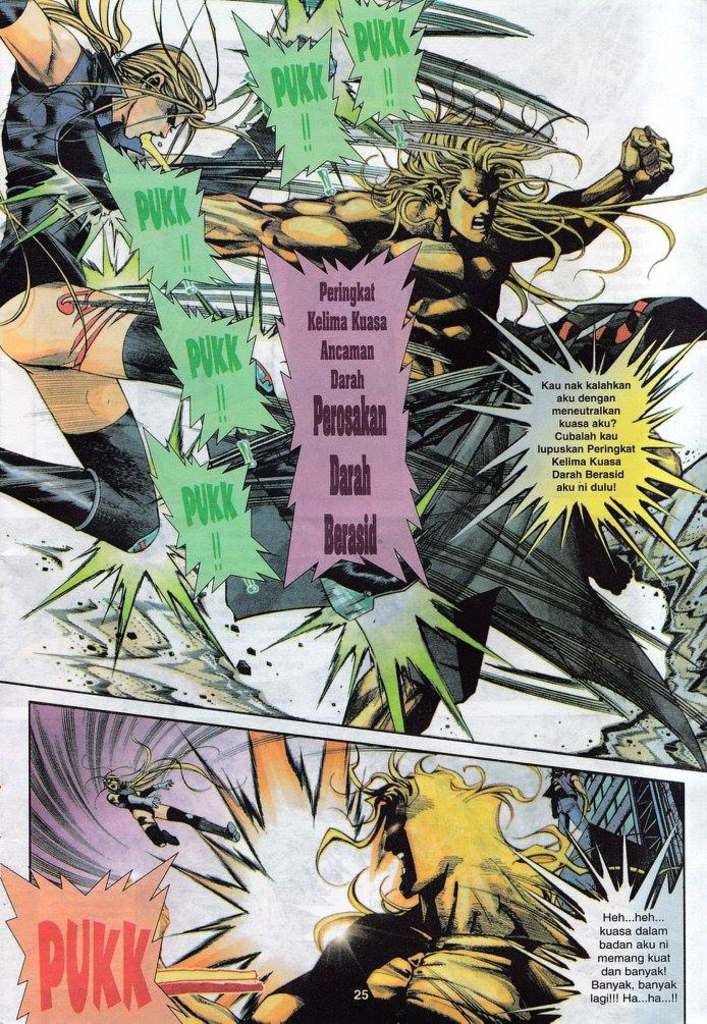 PUKK
!!
PUKK
!!
PUKK
!!
PUKK
!!
PUKK
!!
Peringkat
Kelima Kuasa
Ancaman
Darah
Perosakan
Darah
Berasid
Kau nak kalahkan
aku dengan
meneutralkan
kuasa aku?
Cubalah kau
lupuskan Peringkat
Kelima Kuasa
Darah Berasid
aku ni dulu!
PUKK
Heh...heh...
kuasa dalam
badan aku ni
memang kuat
dan banyak!
Banyak, banyak
lagi!!! Ha...ha...!!
25